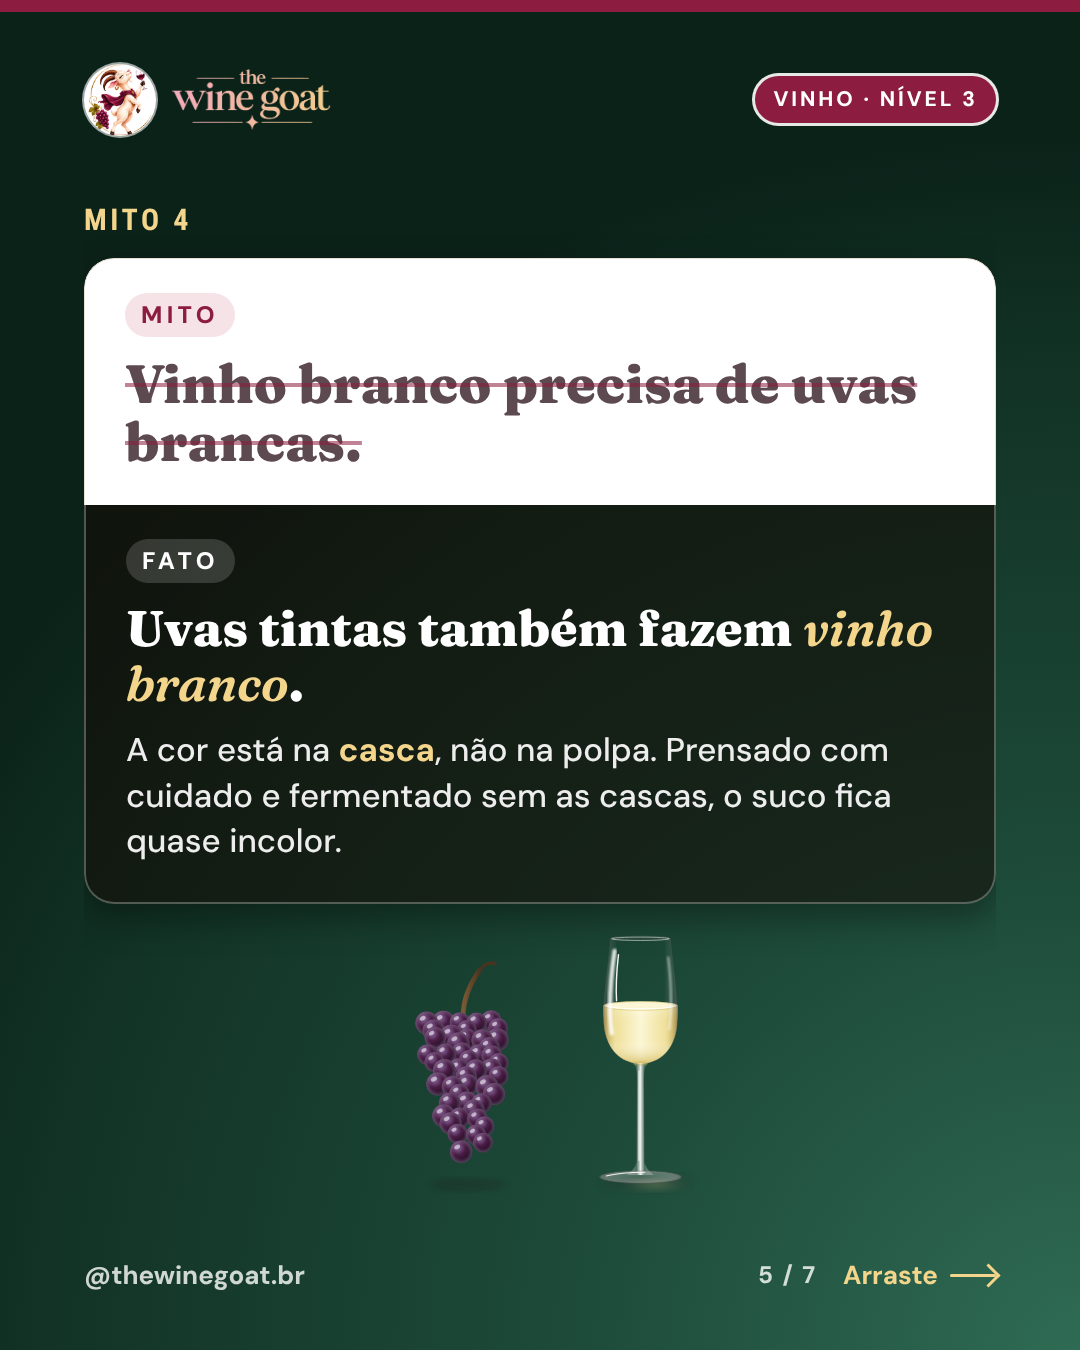 the
wine goat
VINHO · NÍVEL 3
MITO 4
MITO
Vinho branco precisa de uvas
brancas.
FATO
Uvas tintas também fazem vinho
branco.
A cor está na casca, não na polpa. Prensado com
cuidado e fermentado sem as cascas, o suco fica
quase incolor.
@thewinegoat.br
5 / 7
Arraste